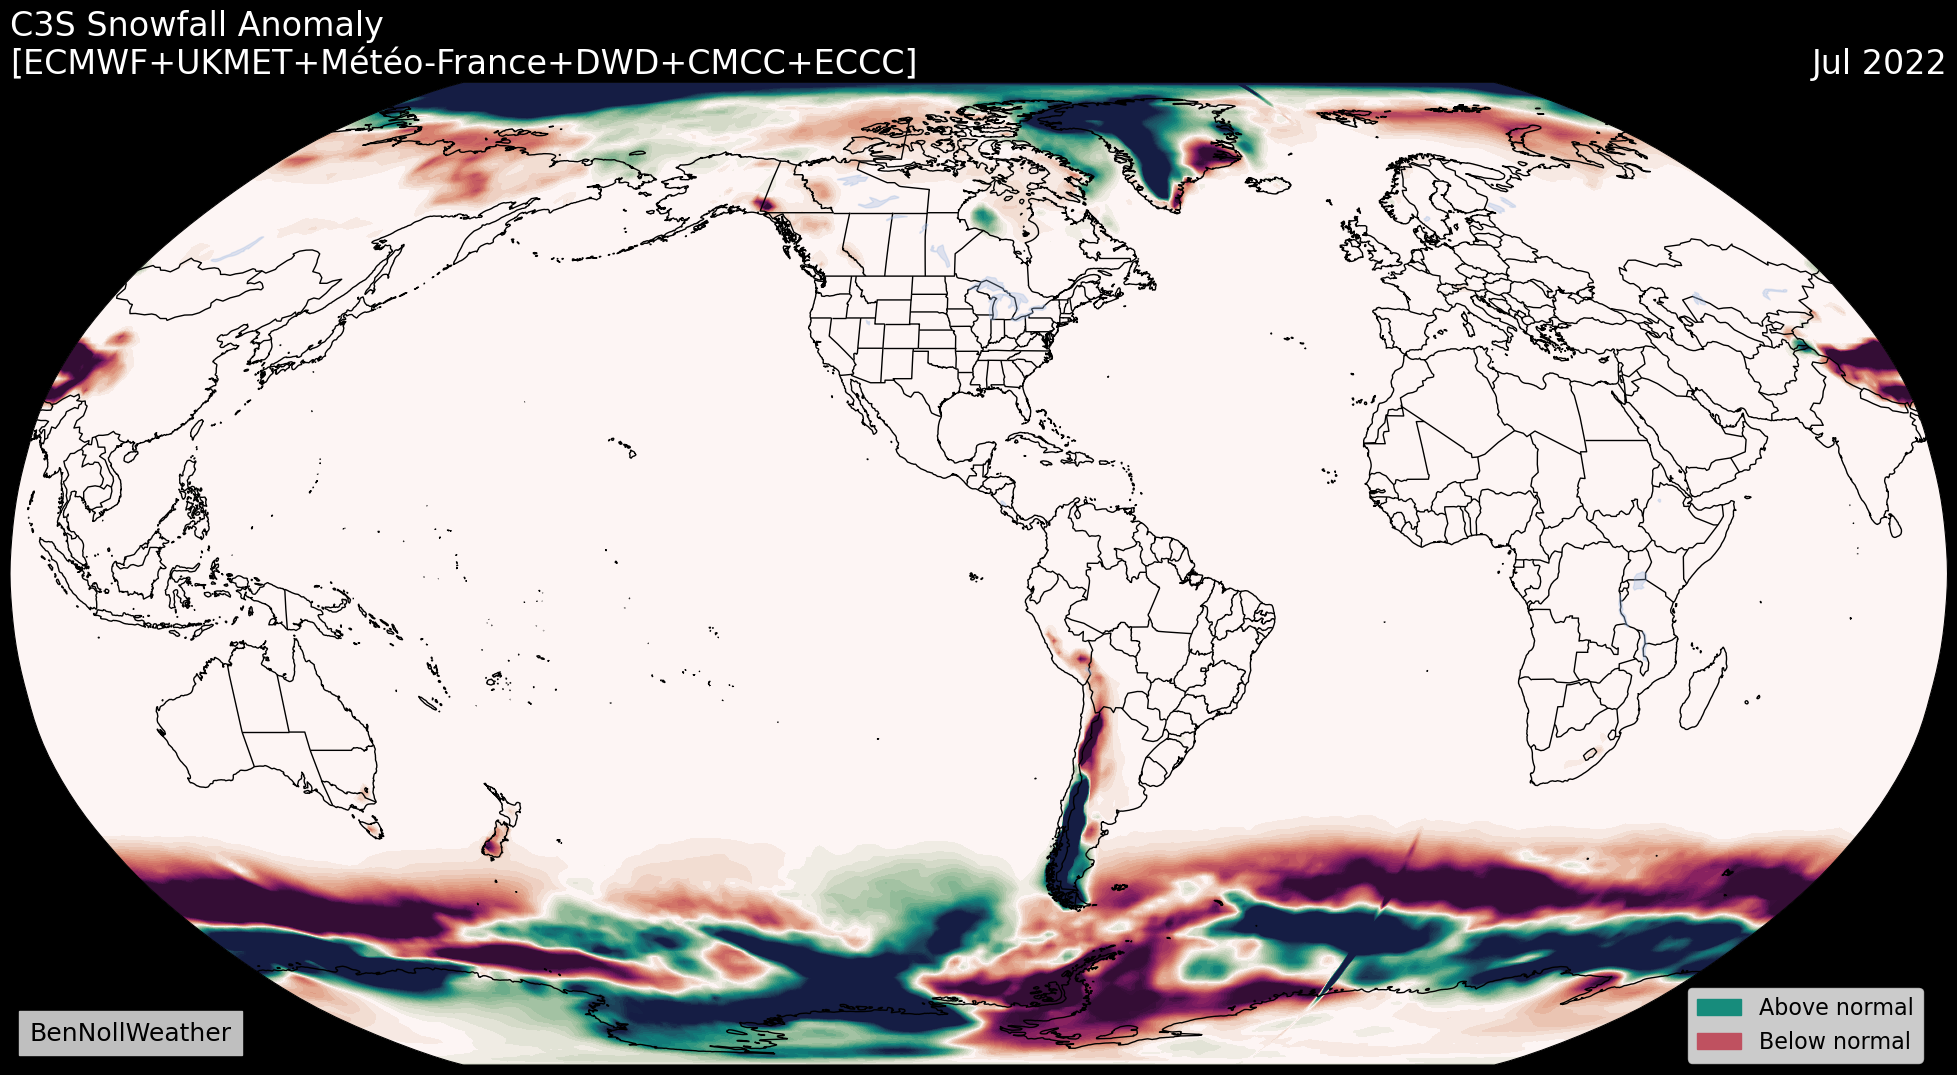 C3S Snowfall Anomaly
[ECMWF+UKMET+Météo-France+DWD+CMCC+ECCC]
Jul 2022
BenNollWeather
Above normal
Below normal